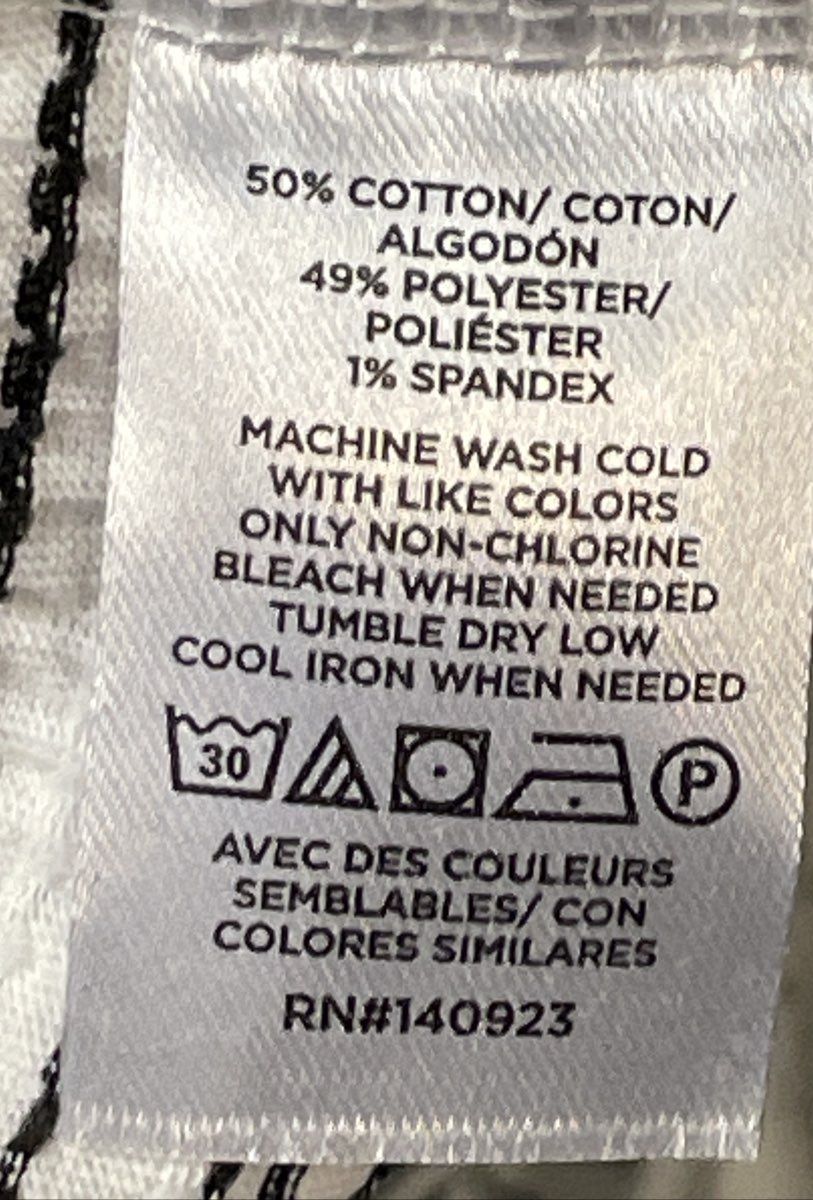 50% COTTON/ COTON/
ALGODÓN
49% POLYESTER/
POLIÉSTER
1% SPANDEX
MACHINE WASH COLD
WITH LIKE COLORS
ONLY NON-CHLORINE
BLEACH WHEN NEEDED
TUMBLE DRY LOW
COOL IRON WHEN NEEDED
30 P
AVEC DES COULEURS
SEMBLABLES/ CON
COLORES SIMILARES
RN#140923